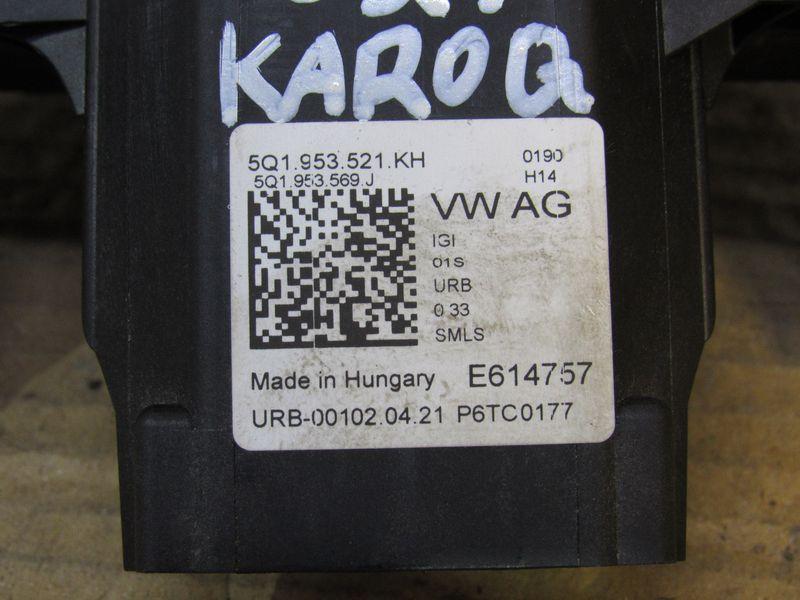 KAROQ
5Q1.953.521.KH
0190
5Q1.953.569.J
H14
VW AG
IGI
01S
URB
0 33
SMLS
Made in Hungary
E614757
URB-00102.04.21 P6TC0177